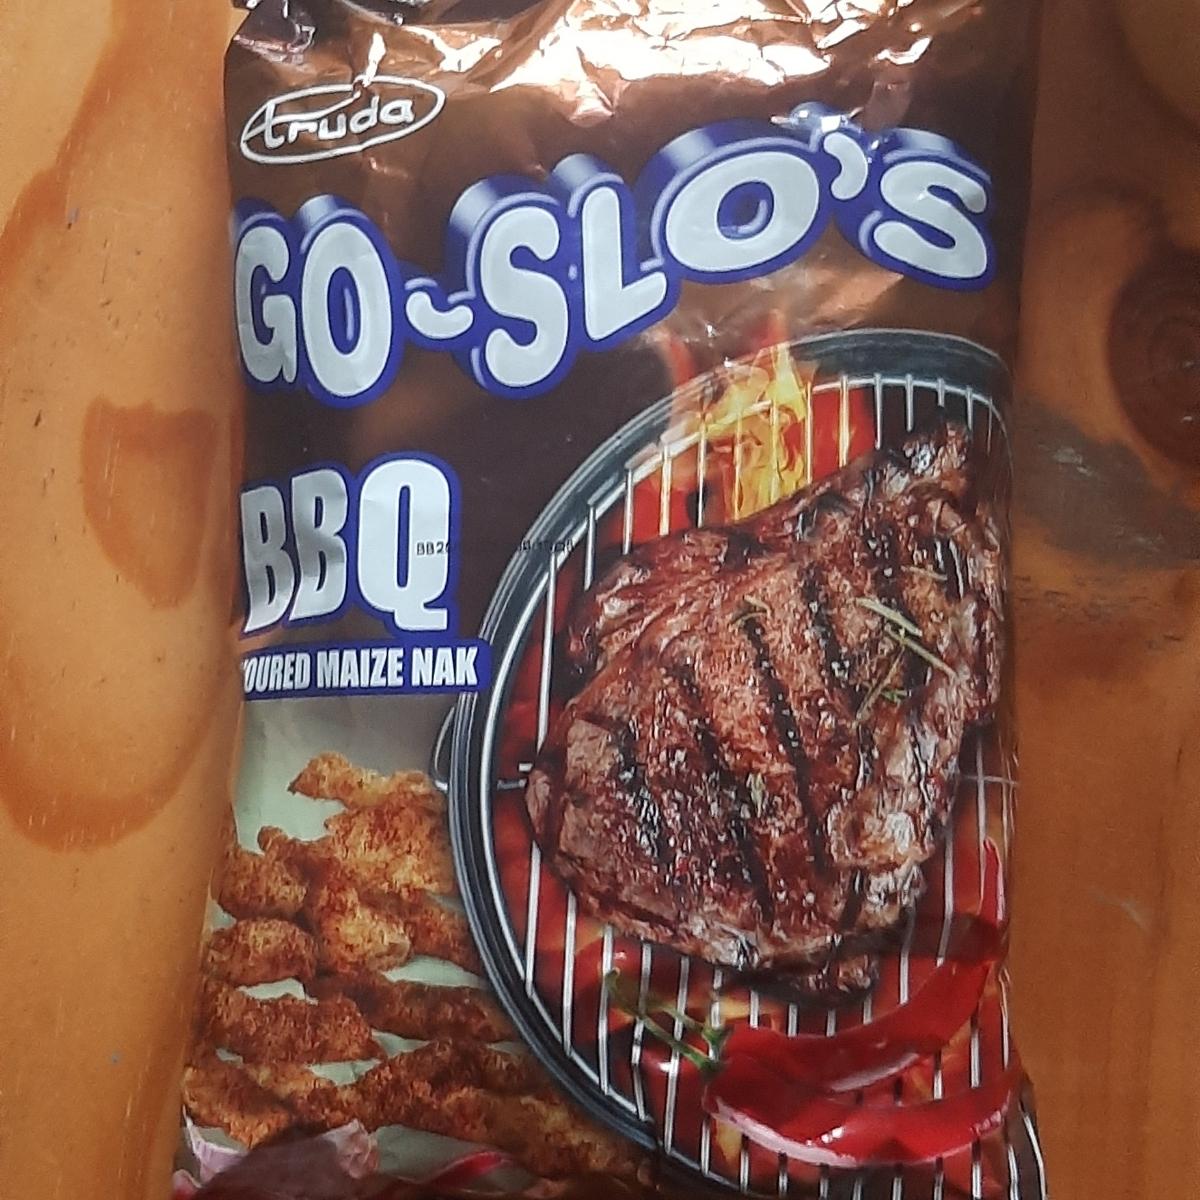 Truda
GO-SLO'S
BBQ
OURED MAIZE NAK